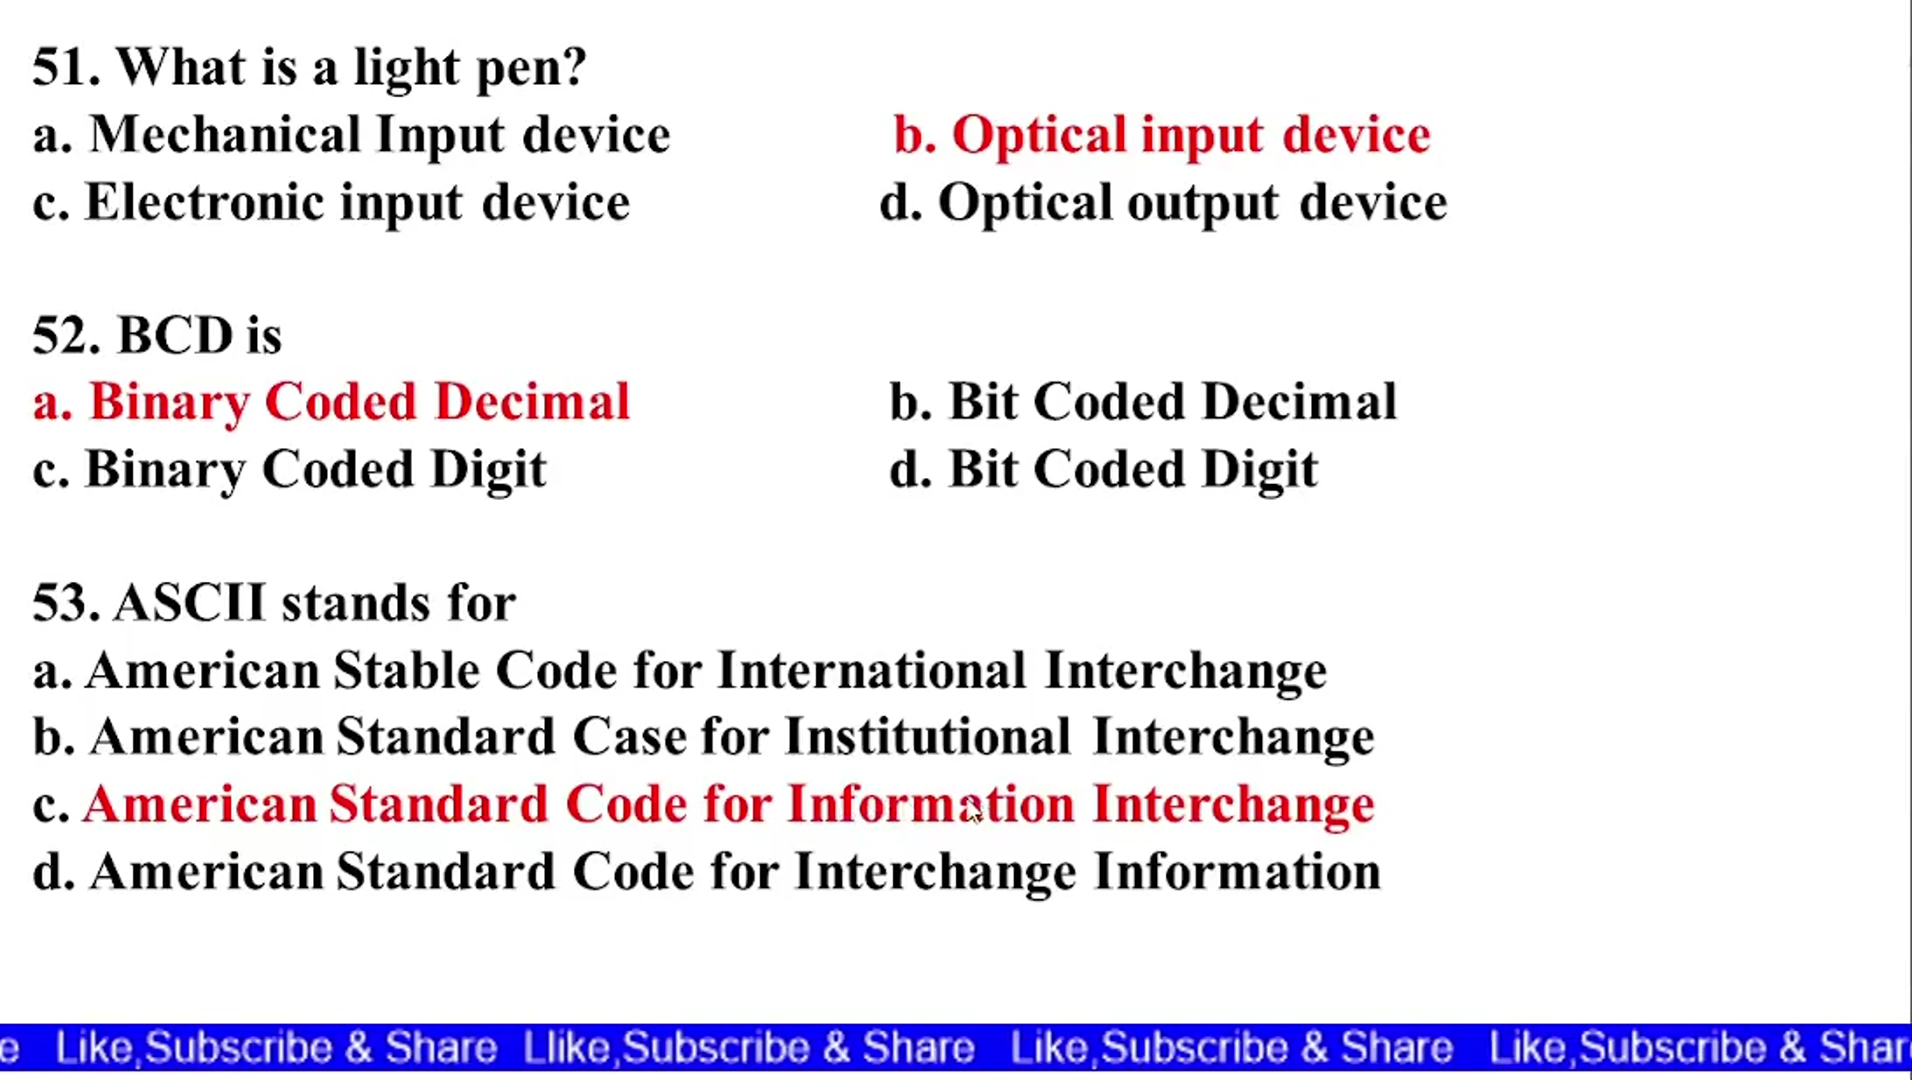 51. What is a light pen?
a. Mechanical Input device b. Optical input device
c. Electronic input device d. Optical output device
52. BCD is
a. Binary Coded Decimal b. Bit Coded Decimal
c. Binary Coded Digit d. Bit Coded Digit
53. ASCII stands for
a. American Stable Code for International Interchange
b. American Standard Case for Institutional Interchange
c. American Standard Code for Information Interchange
d. American Standard Code for Interchange Information
e Like,Subscribe & Share Llike,Subscribe & Share Like,Subscribe & Share Like,Subscribe & Shar